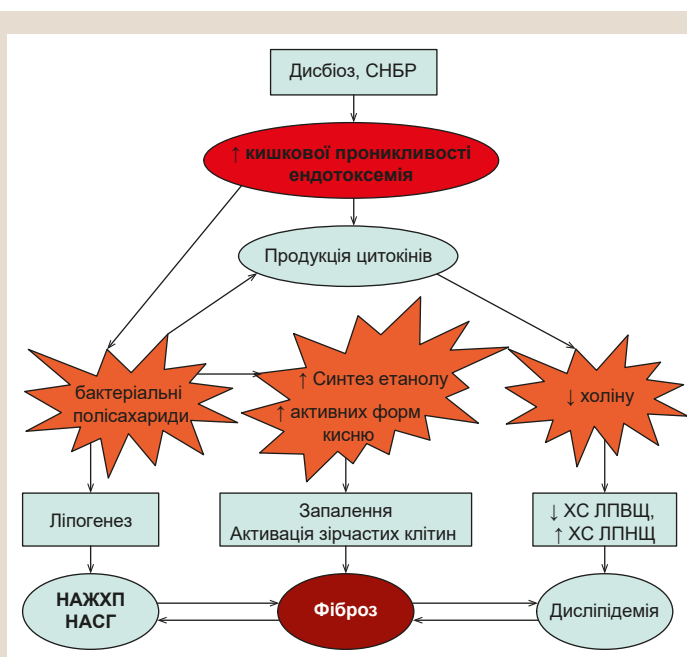 Дисбіоз, СНБР
↑ кишкової проникливості
ендотоксемія
Продукція цитокінів
бактеріальні
полісахариди
↑ Синтез етанолу
↑ активних форм
кисню
↓ холіну
Ліпогенез
Запалення
Активація зірчастих клітин
↓ ХС ЛПВЩ,
↑ ХС ЛПНЩ
НАЖХП
НАСГ
Фіброз
Дисліпідемія